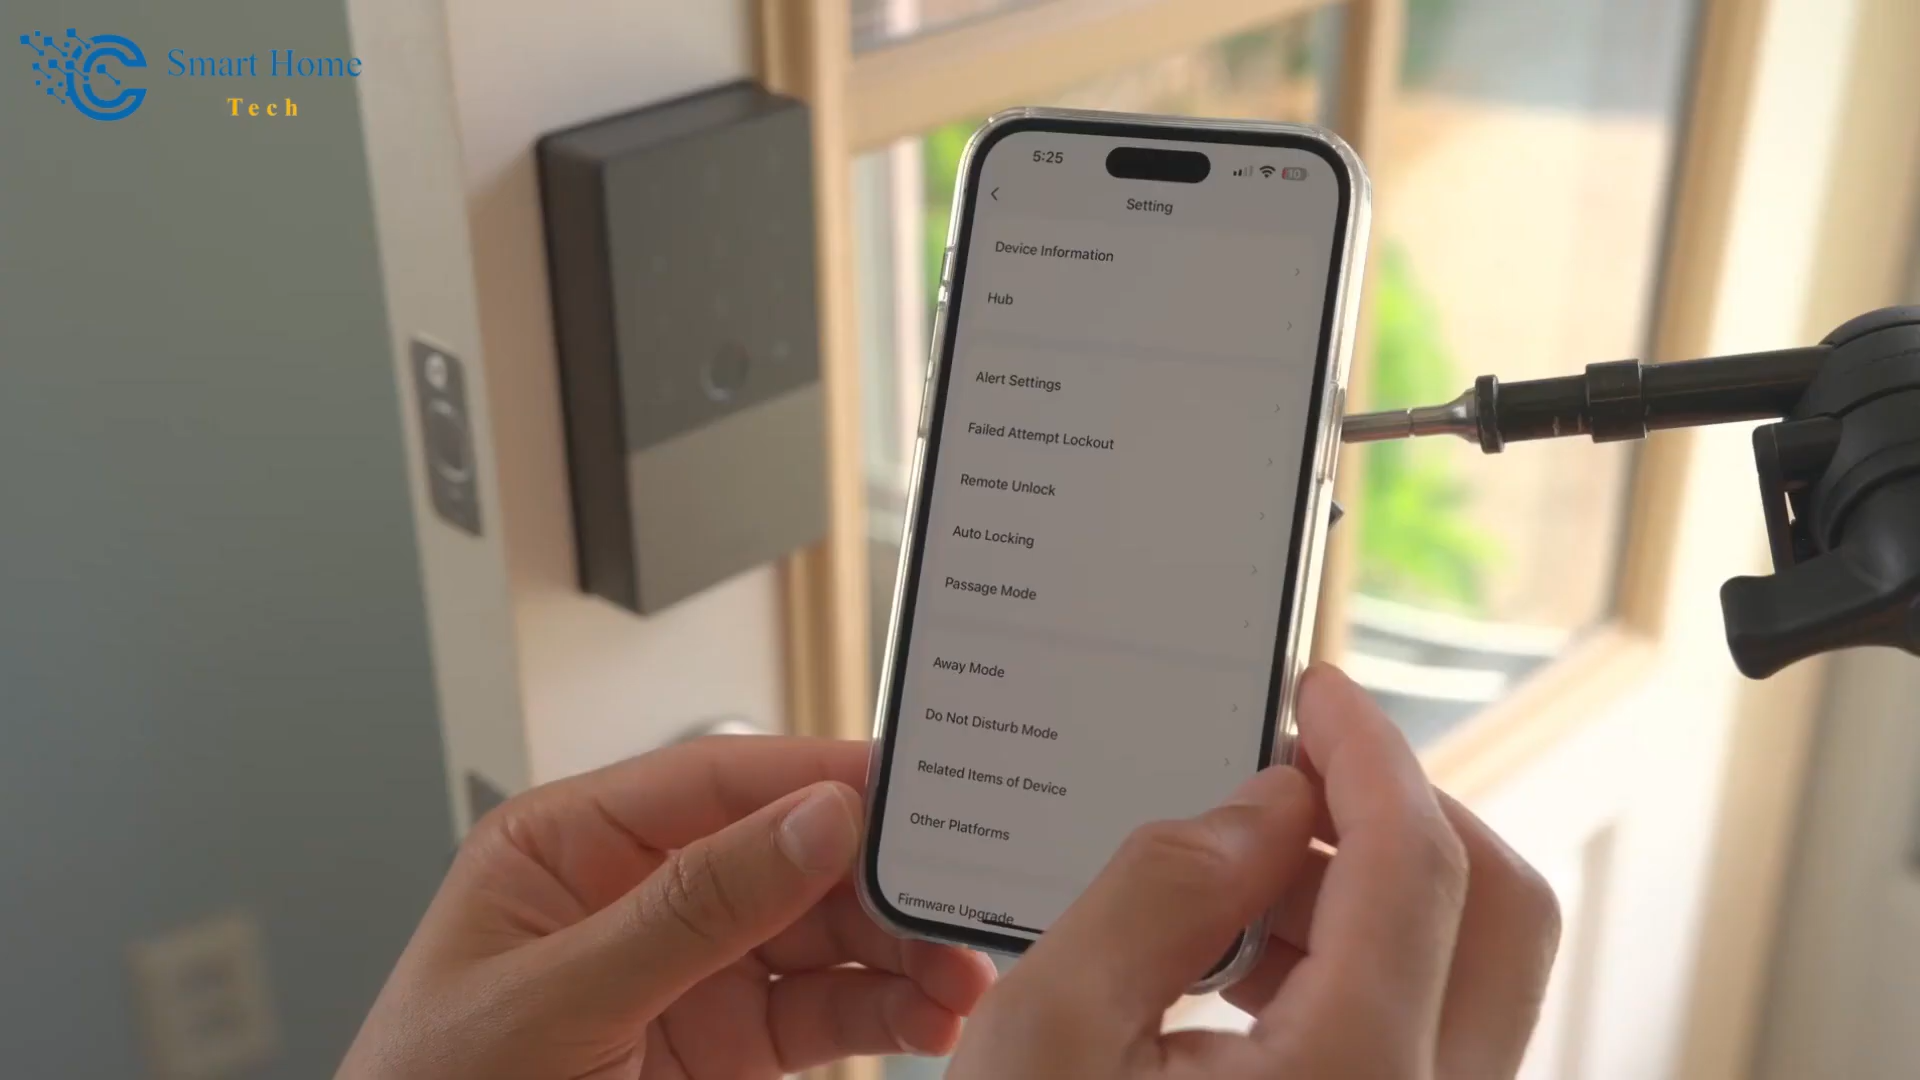 Smart Home
Tech
5:25
10
Setting
Device Information
Hub
Alert Settings
Failed Attempt Lockout
Remote Unlock
Auto Locking
Passage Mode
Away Mode
Do Not Disturb Mode
Related Items of Device
Other Platforms
Firmware Upgrade